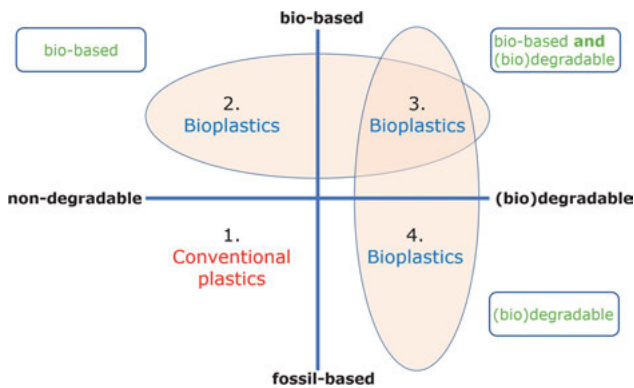 bio-based
bio-based
bio-based and
(bio)degradable
2.
Bioplastics
3.
Bioplastics
non-degradable
(bio)degradable
1.
Conventional
plastics
4.
Bioplastics
(bio)degradable
fossil-based